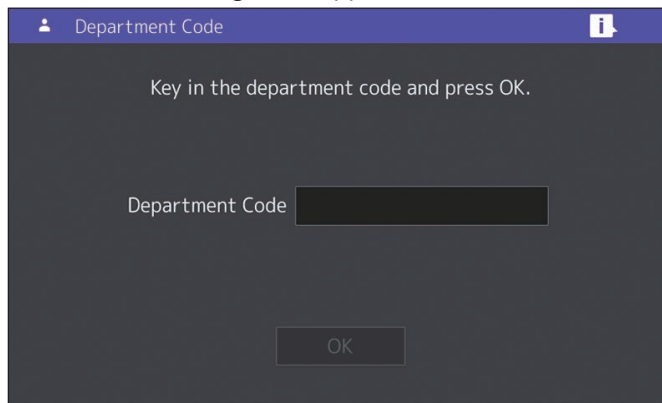 Department Code
Key in the department code and press OK.
Department Code
OK